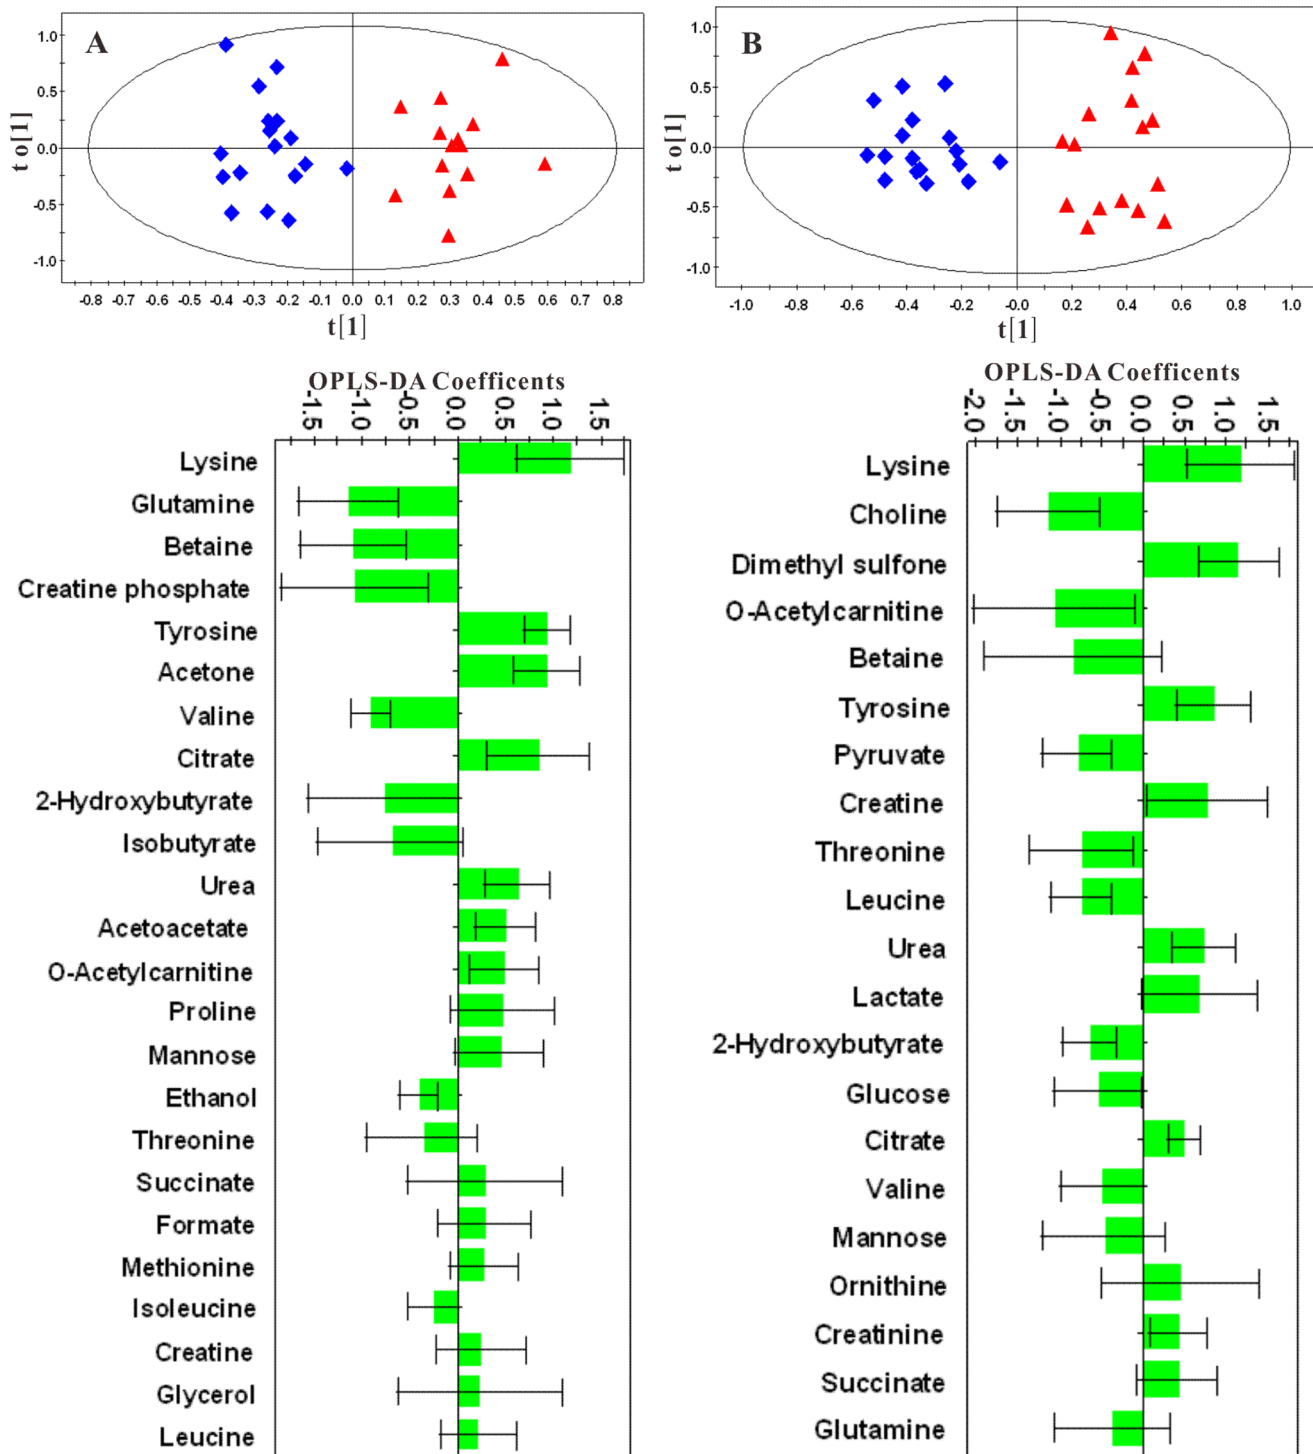 A
1.0
0.5
0.0
-0.5
-1.0
to[1]
-0.8 -0.7 -0.6 -0.5 -0.4 -0.3 -0.2 -0.1 0.0 0.1 0.2 0.3 0.4 0.5 0.6 0.7 0.8
t[1]
B
1.0
0.5
0.0
-0.5
-1.0
to[1]
-1.0 -0.8 -0.6 -0.4 -0.2 -0.0 0.2 0.4 0.6 0.8 1.0
t[1]
OPLS-DA Coefficents
-1.5 -1.0 -0.5 0.0 0.5 1.0 1.5
Lysine
Glutamine
Betaine
Creatine phosphate
Tyrosine
Acetone
Valine
Citrate
2-Hydroxybutyrate
Isobutyrate
Urea
Acetoacetate
O-Acetylcarnitine
Proline
Mannose
Ethanol
Threonine
Succinate
Formate
Methionine
Isoleucine
Creatine
Glycerol
Leucine
OPLS-DA Coefficents
-2.0 -1.5 -1.0 -0.5 0.0 0.5 1.0 1.5
Lysine
Choline
Dimethyl sulfone
O-Acetylcarnitine
Betaine
Tyrosine
Pyruvate
Creatine
Threonine
Leucine
Urea
Lactate
2-Hydroxybutyrate
Glucose
Citrate
Valine
Mannose
Ornithine
Creatinine
Succinate
Glutamine